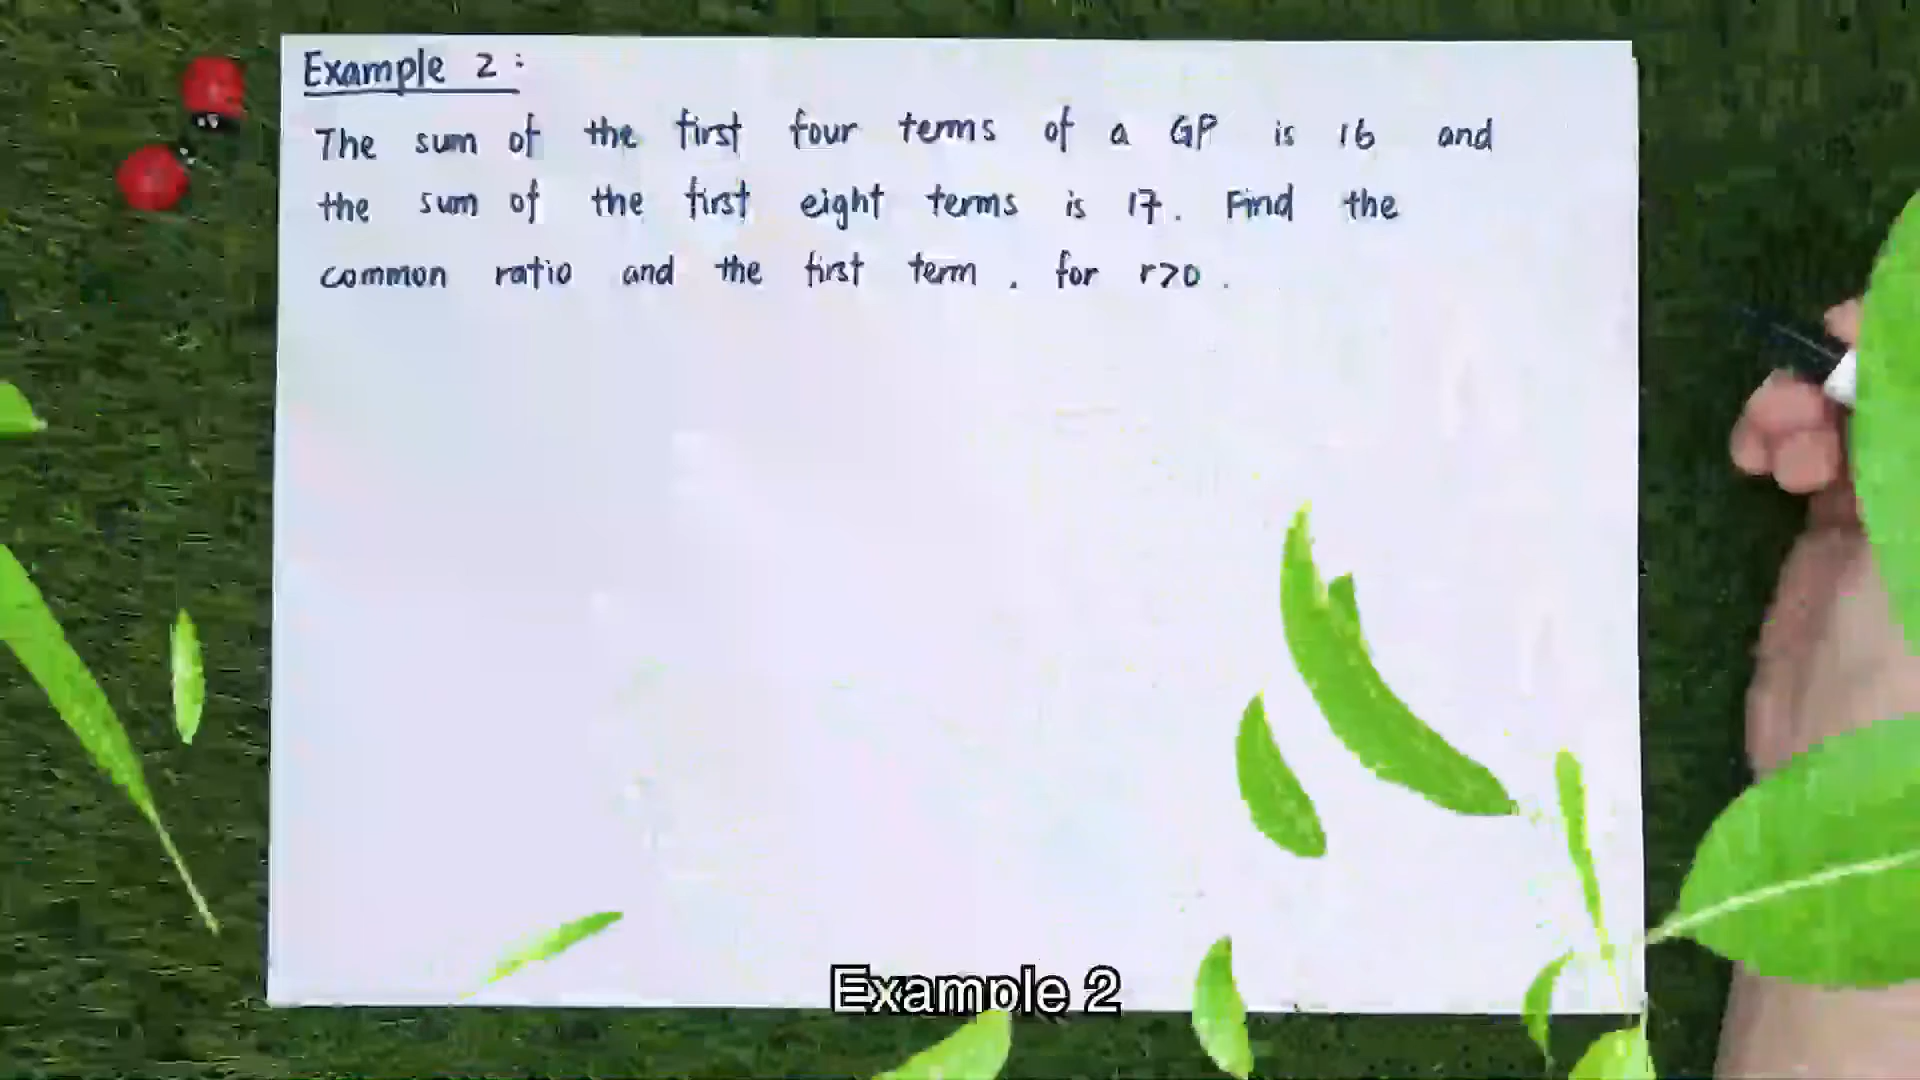 Example 2 :
The sum of the first four terms of a GP is 16 and
the sum of the first eight terms is 17. Find the
common ratio and the first term, for r>0.
Example 2